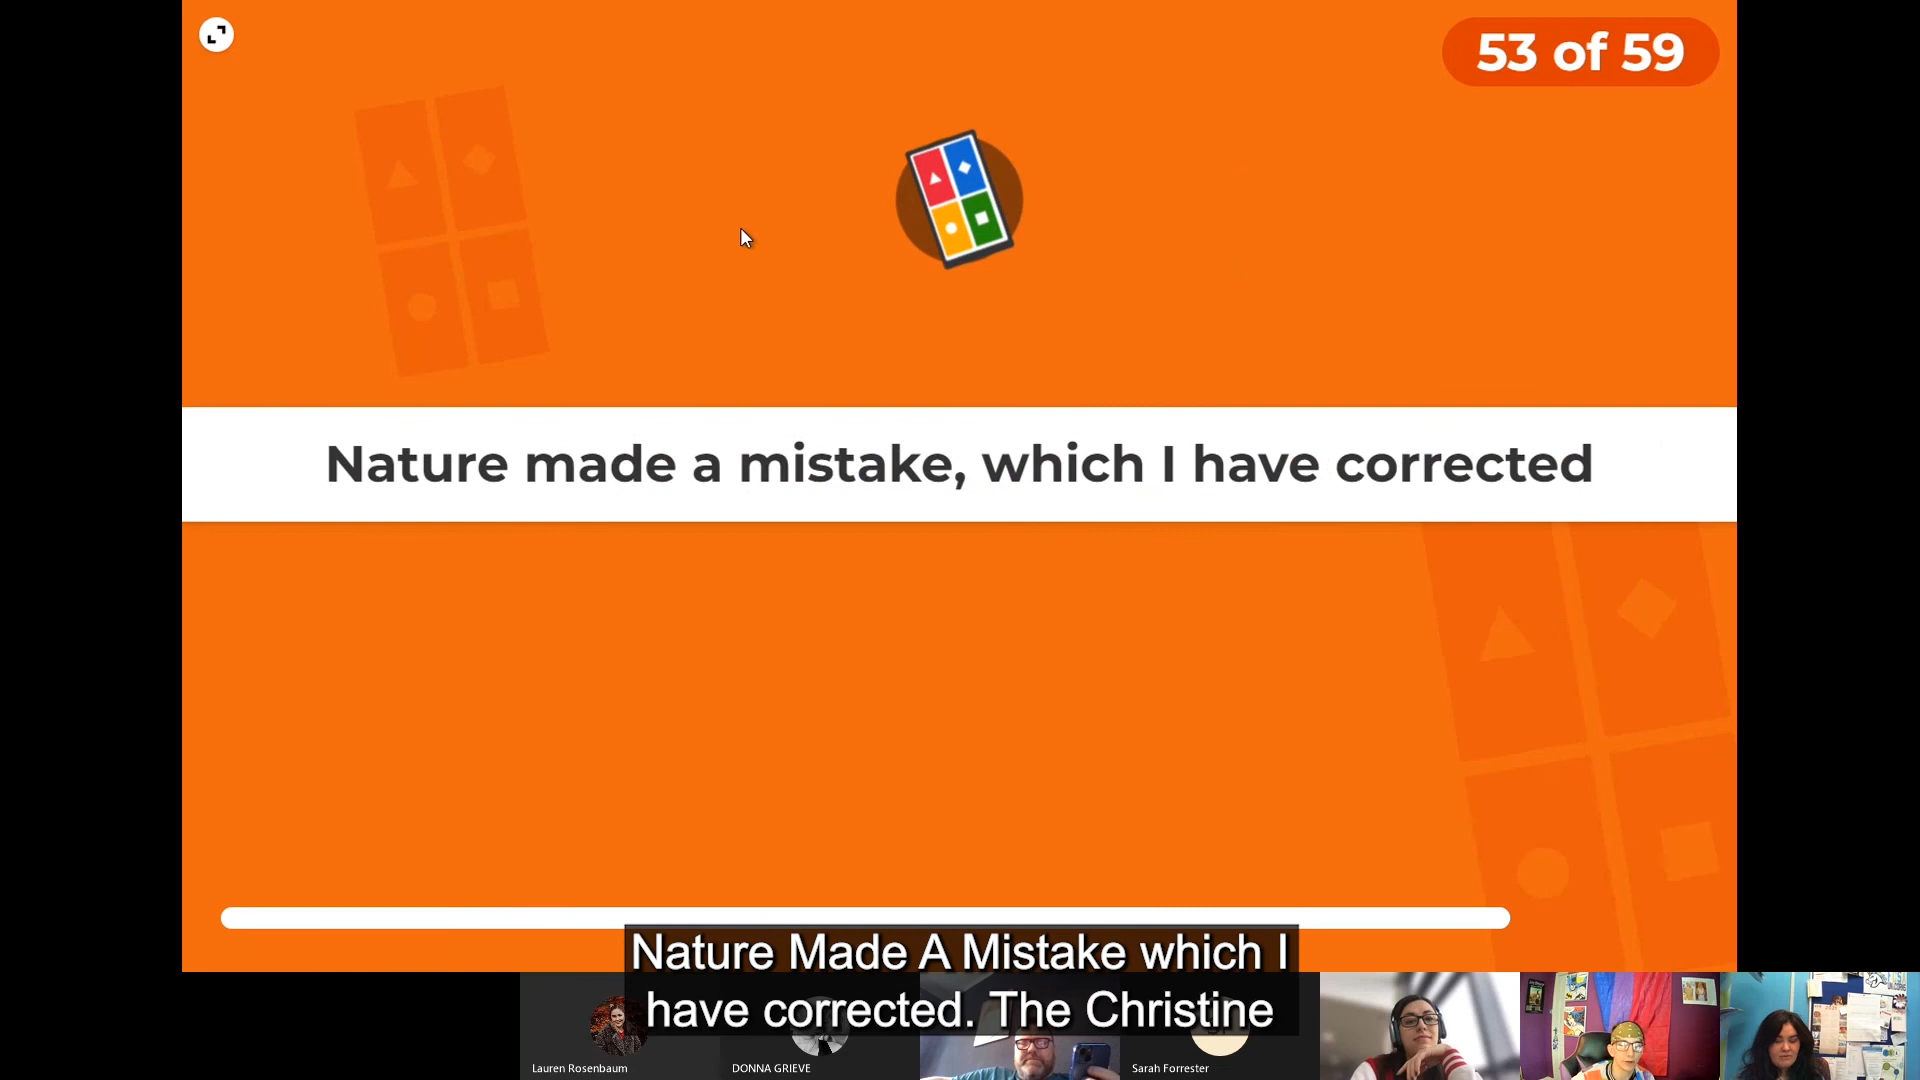 53 of 59
Nature made a mistake, which I have corrected
Nature Made A Mistake which I
have corrected. The Christine
Lauren Rosenbaum
DONNA GRIEVE
Sarah Forrester